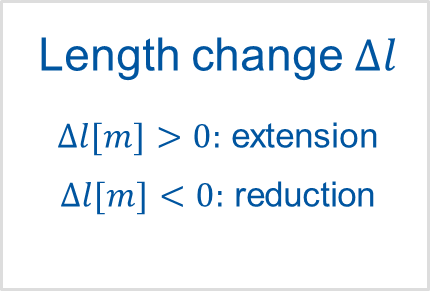 Length change Δ𝑙
Δ𝑙[𝑚] > 0: extension
Δ𝑙[𝑚] < 0: reduction